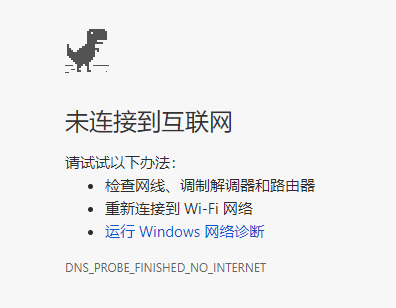 未连接到互联网
请试试以下办法：
• 检查网线、调制解调器和路由器
• 重新连接到 Wi-Fi 网络
• 运行 Windows 网络诊断
DNS_PROBE_FINISHED_NO_INTERNET